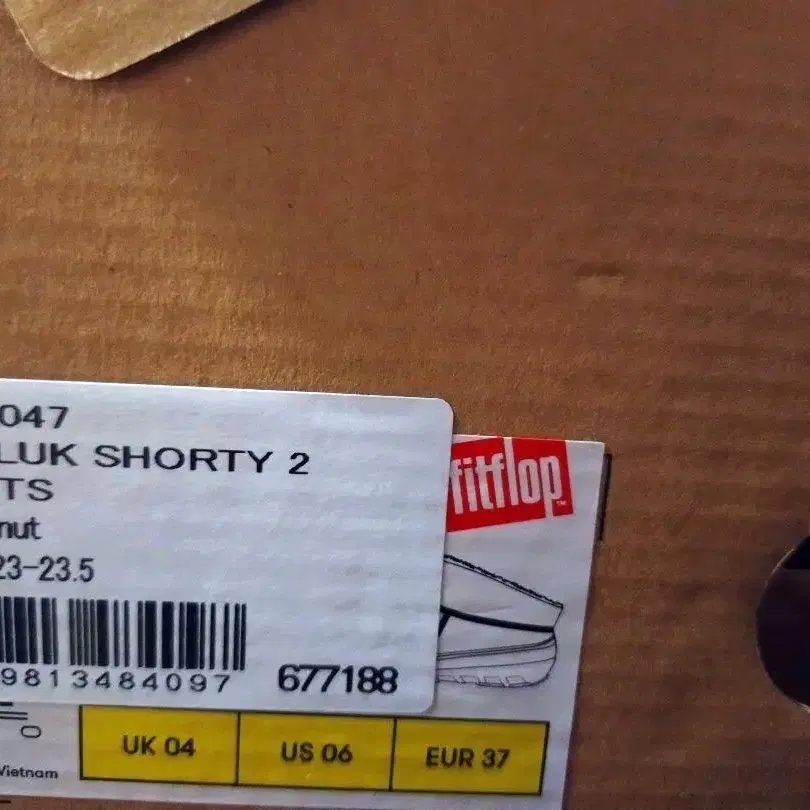 047
LUK SHORTY 2
TS
nut
23-23.5
9813484097
677188
fitflop
TM
UK 04
US 06
EUR 37
Vietnam